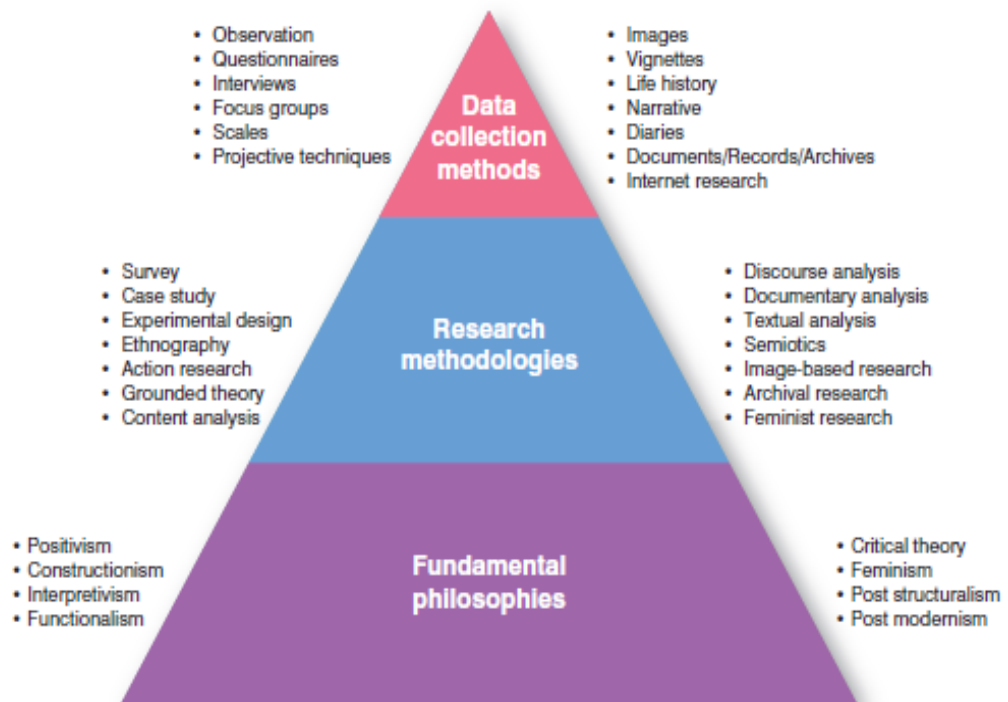 • Observation
• Questionnaires
• Interviews
• Focus groups
• Scales
• Projective techniques
Data
collection
methods
• Images
• Vignettes
• Life history
• Narrative
• Diaries
• Documents/Records/Archives
• Internet research
• Survey
• Case study
• Experimental design
• Ethnography
• Action research
• Grounded theory
• Content analysis
Research
methodologies
• Discourse analysis
• Documentary analysis
• Textual analysis
• Semiotics
• Image-based research
• Archival research
• Feminist research
• Positivism
• Constructionism
• Interpretivism
• Functionalism
Fundamental
philosophies
• Critical theory
• Feminism
• Post structuralism
• Post modernism